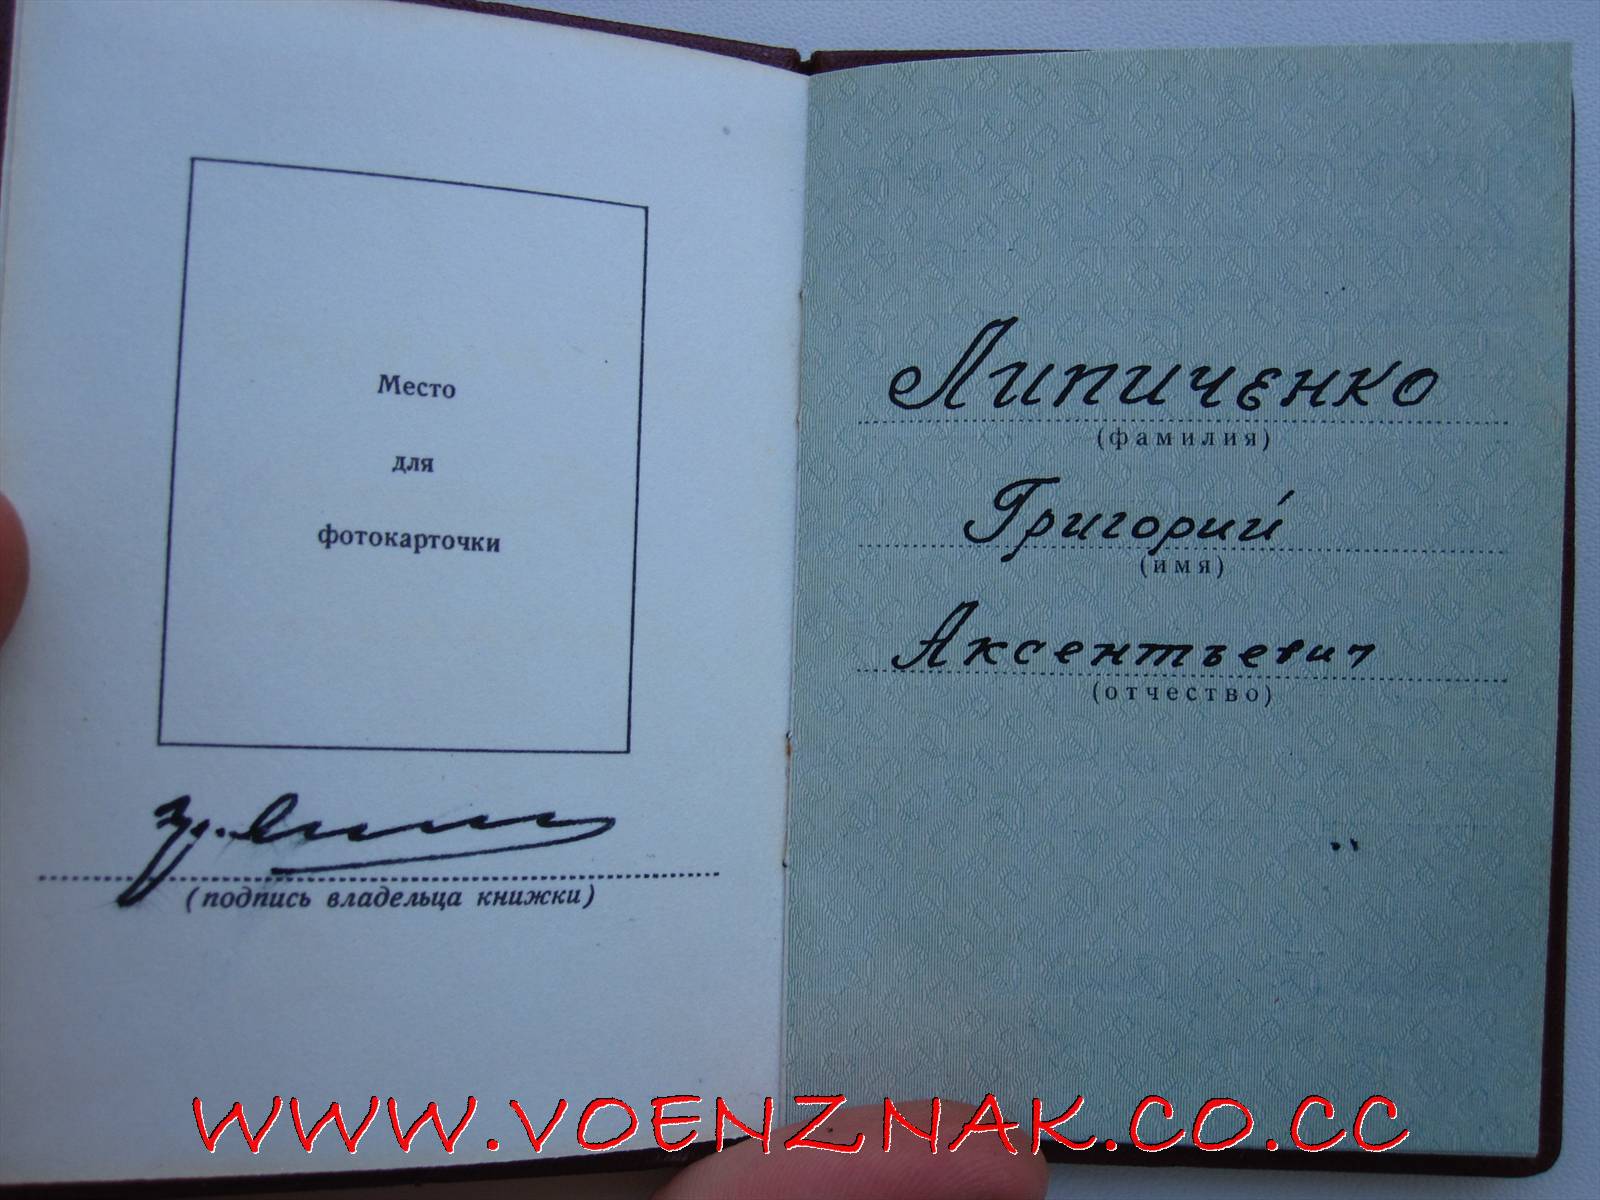 Место
для
фотокарточки
(подпись владельца книжки)
Липиченко
(фамилия)
Григорий
(имя)
Аксентьевич
(отчество)
WWW.VOENZNAK.CO.CC